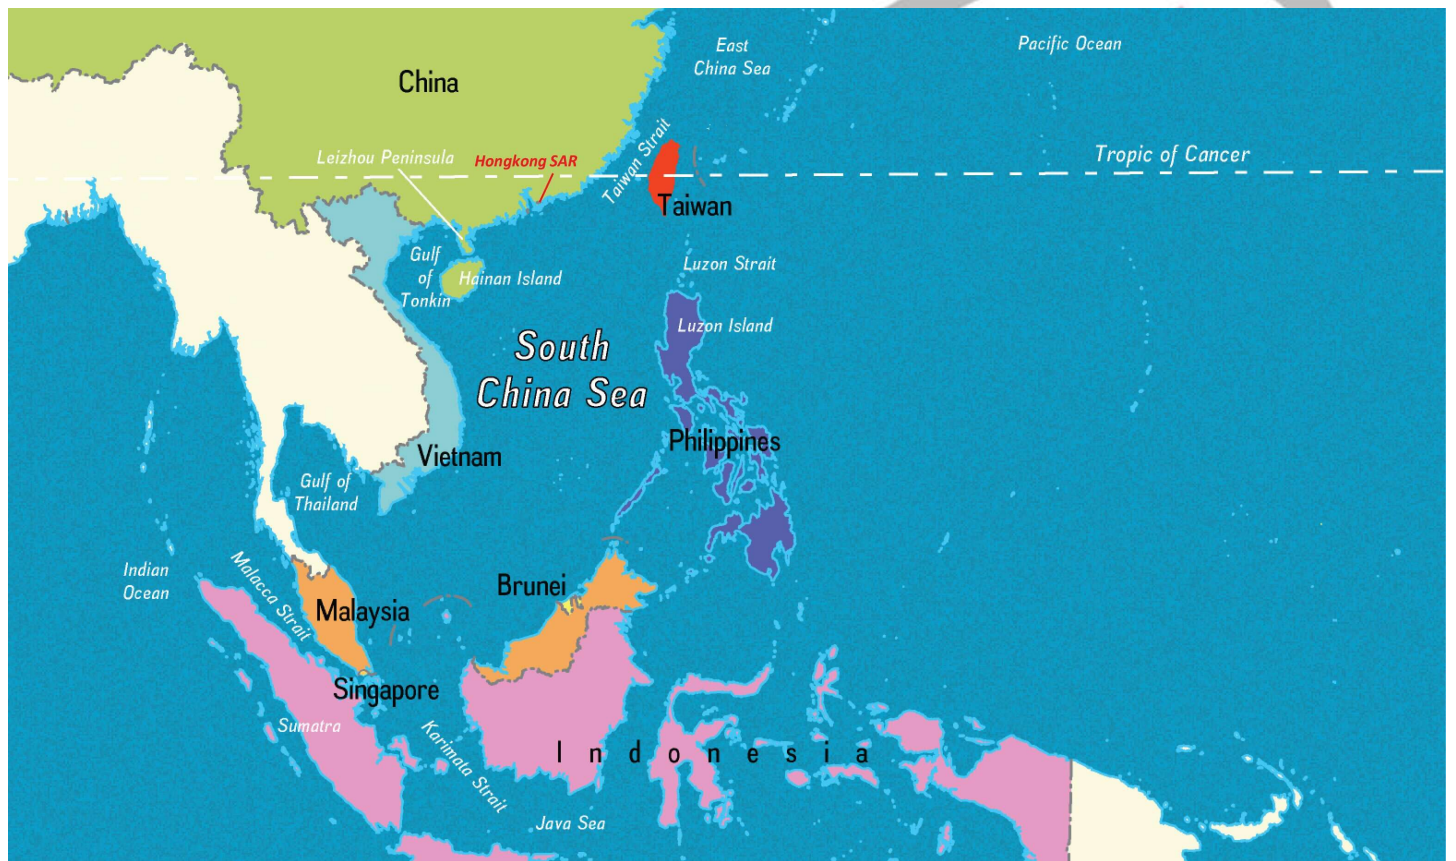 East
China Sea
Pacific Ocean
China
Taiwan Strait
Leizhou Peninsula
Hongkong SAR
Tropic of Cancer
Taiwan
Gulf
of
Tonkin
Hainan Island
Luzon Strait
Luzon Island
South
China Sea
Philippines
Vietnam
Gulf of
Thailand
Indian
Ocean
Malacca Strait
Brunei
Malaysia
Singapore
Sumatra
Karimata Strait
Indonesia
Java Sea